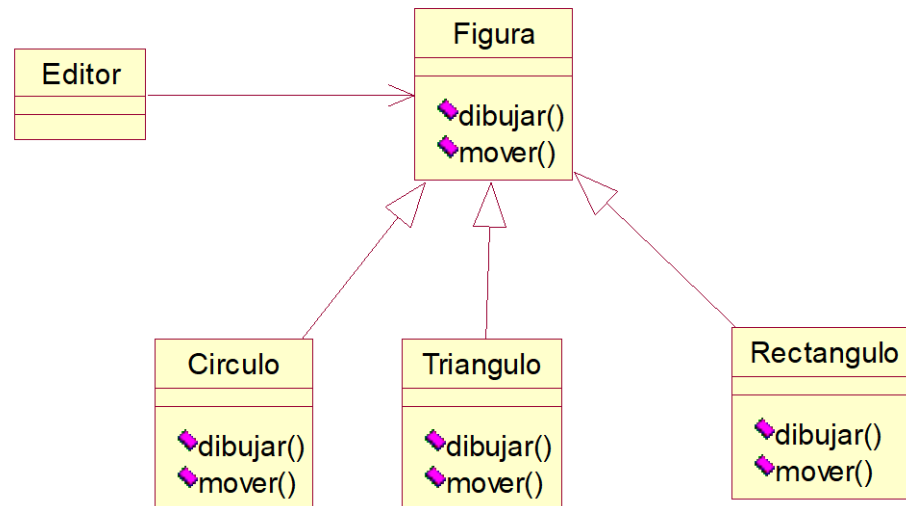 Figura
dibujar()
mover()
Editor
Circulo
dibujar()
mover()
Triangulo
dibujar()
mover()
Rectangulo
dibujar()
mover()